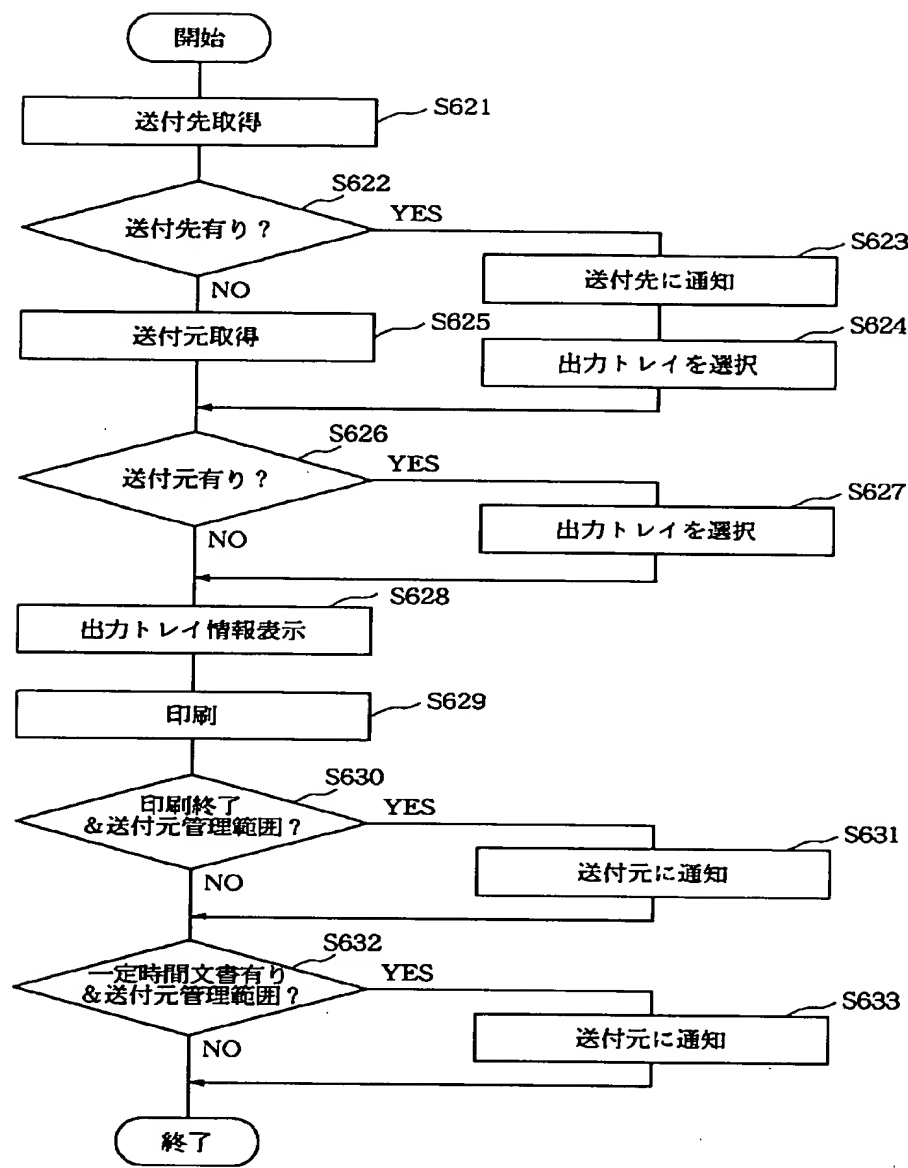 開始
送付先取得
S621
送付先有り？
S622
YES
NO
送付先に通知
S623
出力トレイを選択
S624
送付元取得
S625
送付元有り？
S626
YES
NO
出力トレイを選択
S627
出力トレイ情報表示
S628
印刷
S629
印刷終了
＆送付元管理範囲？
S630
YES
NO
送付元に通知
S631
一定時間文書有り
＆送付元管理範囲？
S632
YES
NO
送付元に通知
S633
終了